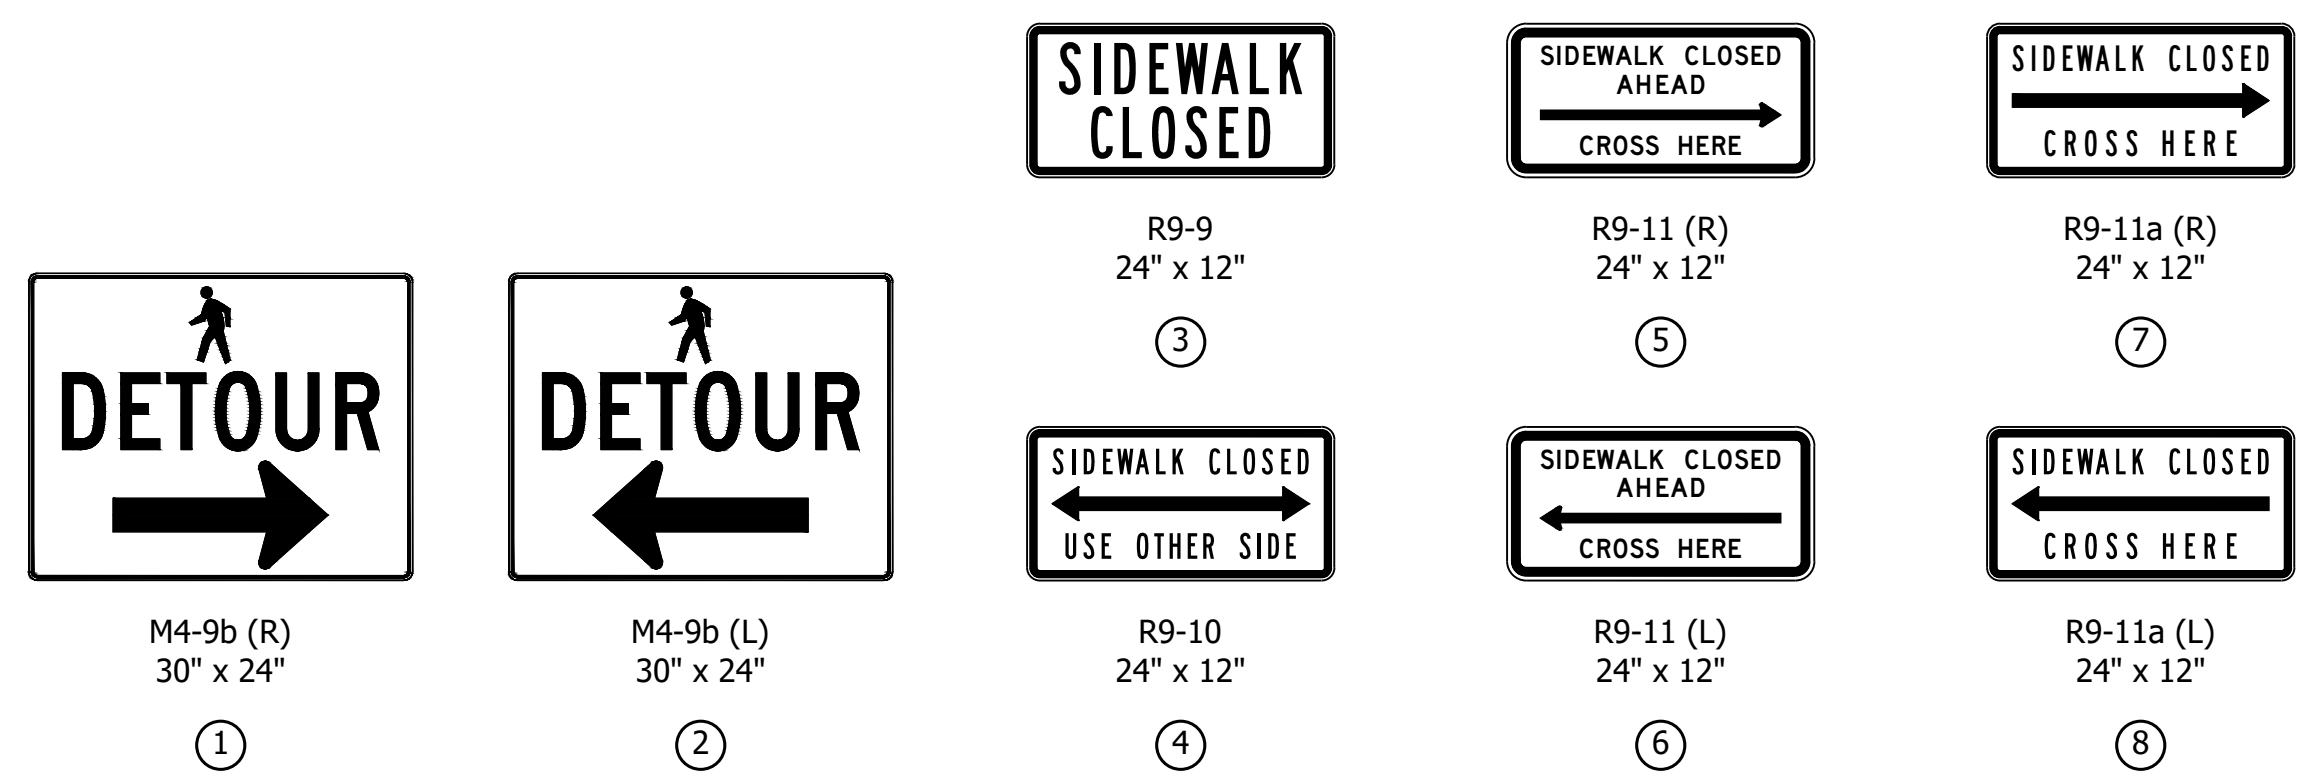 SIDEWALK
CLOSED
R9-9
24" x 12"
3
SIDEWALK CLOSED
AHEAD
CROSS HERE
R9-11 (R)
24" x 12"
5
SIDEWALK CLOSED
CROSS HERE
R9-11a (R)
24" x 12"
7
DETOUR
M4-9b (R)
30" x 24"
1
DETOUR
M4-9b (L)
30" x 24"
2
SIDEWALK CLOSED
USE OTHER SIDE
R9-10
24" x 12"
4
SIDEWALK CLOSED
AHEAD
CROSS HERE
R9-11 (L)
24" x 12"
6
SIDEWALK CLOSED
CROSS HERE
R9-11a (L)
24" x 12"
8